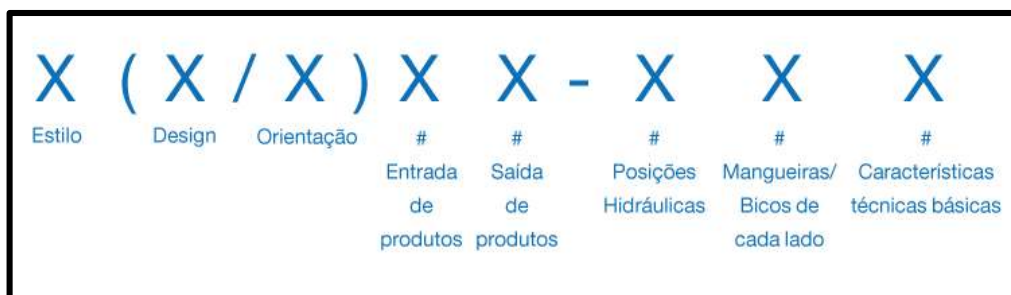 X ( X / X ) X X - X X X
Estilo Design Orientação # # # # #
Entrada Saída Posições Mangueiras/ Características
de de Hidráulicas Bicos de técnicas básicas
produtos produtos cada lado